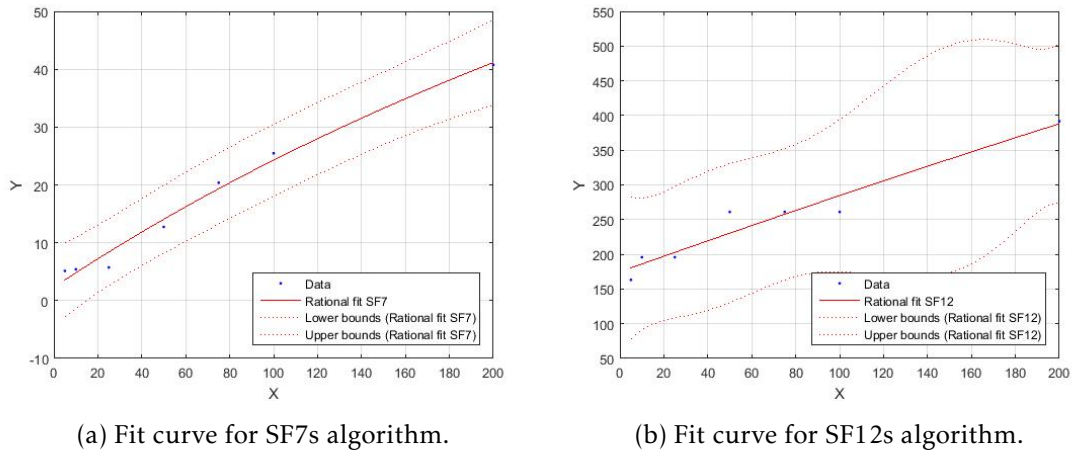 50
40
30
20
10
0
-10
Y
0 20 40 60 80 100 120 140 160 180 200
X
Data
Rational fit SF7
Lower bounds (Rational fit SF7)
Upper bounds (Rational fit SF7)
(a) Fit curve for SF7s algorithm.
550
500
450
400
350
300
250
200
150
100
50
Y
0 20 40 60 80 100 120 140 160 180 200
X
Data
Rational fit SF12
Lower bounds (Rational fit SF12)
Upper bounds (Rational fit SF12)
(b) Fit curve for SF12s algorithm.